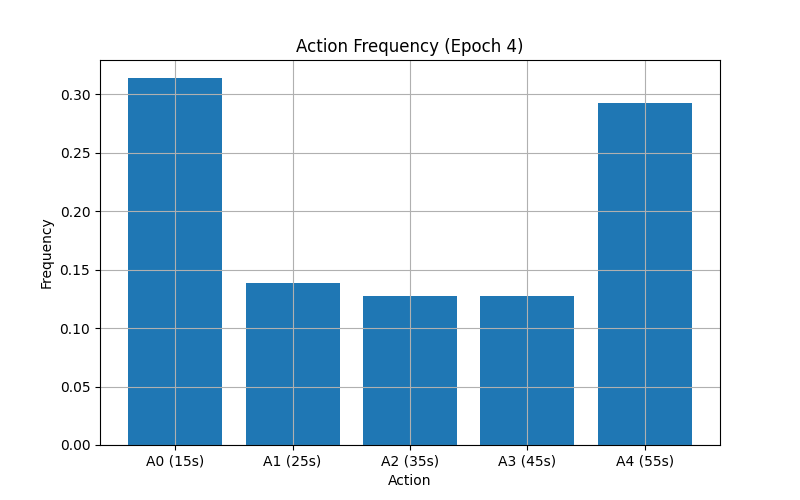 Action Frequency (Epoch 4)
Frequency
0.30
0.25
0.20
0.15
0.10
0.05
0.00
A0 (15s) A1 (25s) A2 (35s) A3 (45s) A4 (55s)
Action